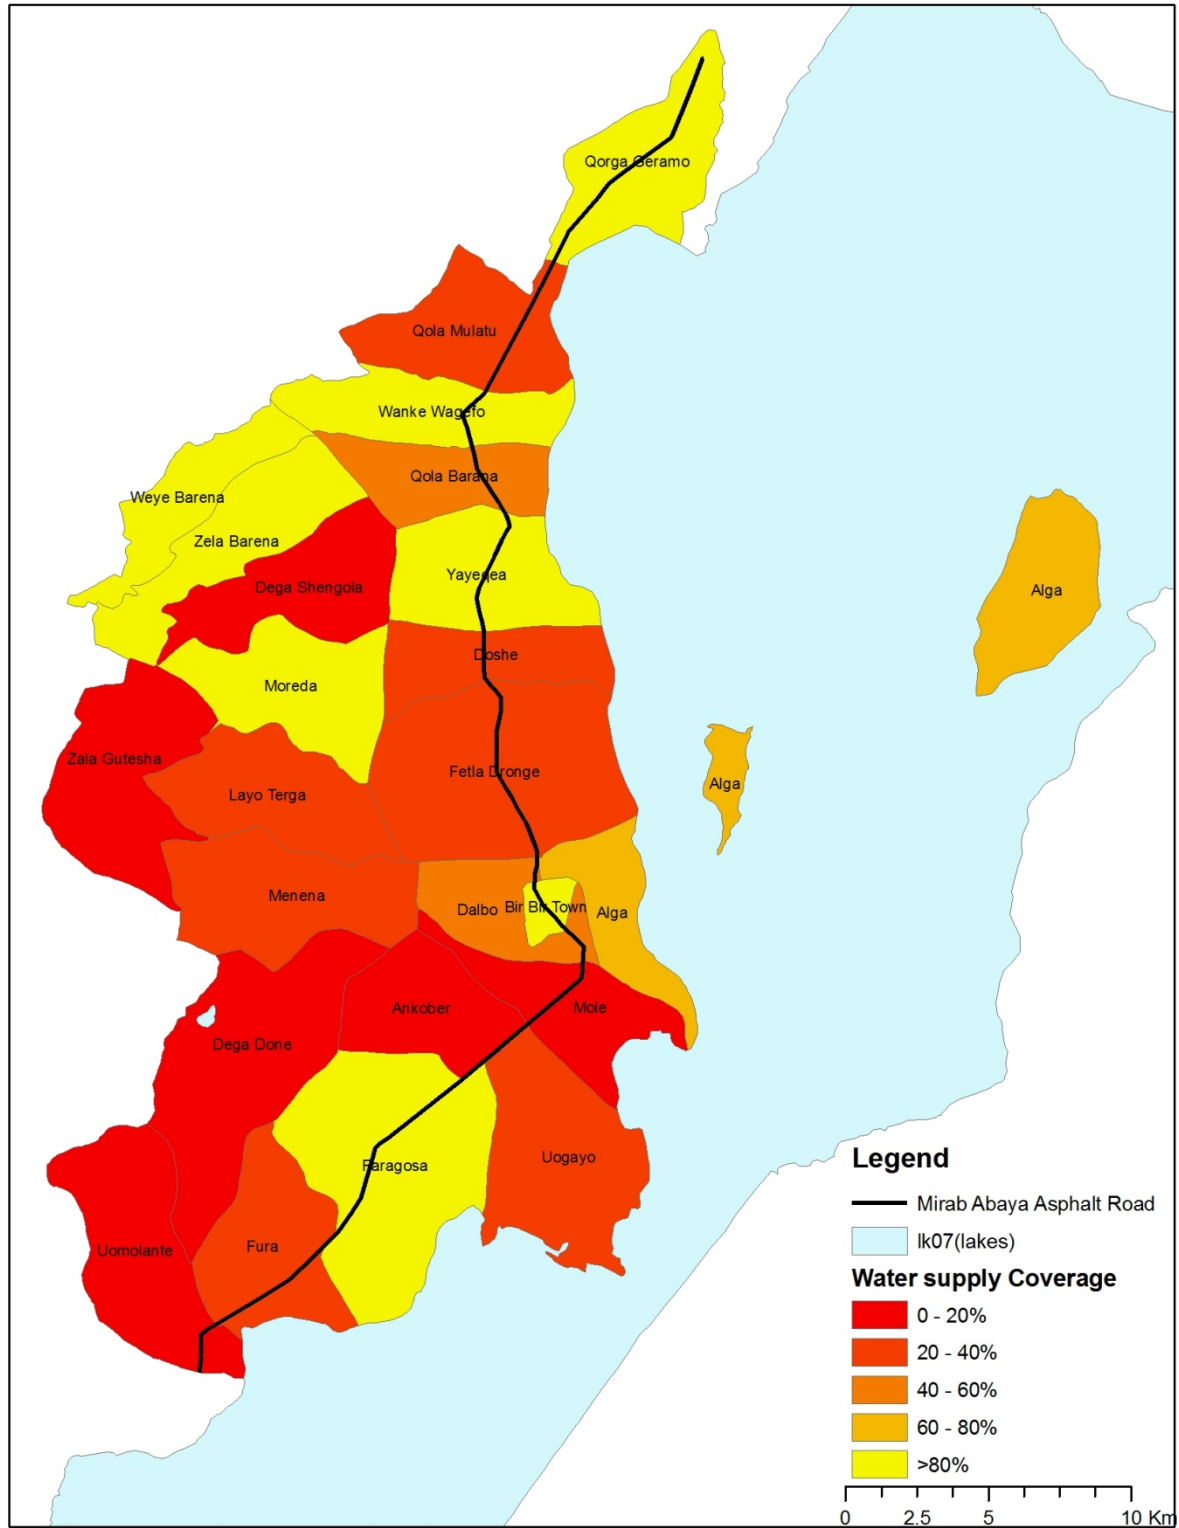 Qorga Geramo
Qola Mulatu
Wanke Wagefo
Qola Barana
Weye Barena
Zela Barena
Yayeqea
Dega Shengola
Alga
Doshe
Moreda
Zala Gutesha
Fetla Dronge
Alga
Layo Terga
Menena
Dalbo
Bir Bir Town
Alga
Ankober
Mole
Dega Done
Uogayo
Faragosa
Fura
Uomolante
Legend
Mirab Abaya Asphalt Road
lk07(lakes)
Water supply Coverage
0 - 20%
20 - 40%
40 - 60%
60 - 80%
>80%
0 2.5 5 10 Km